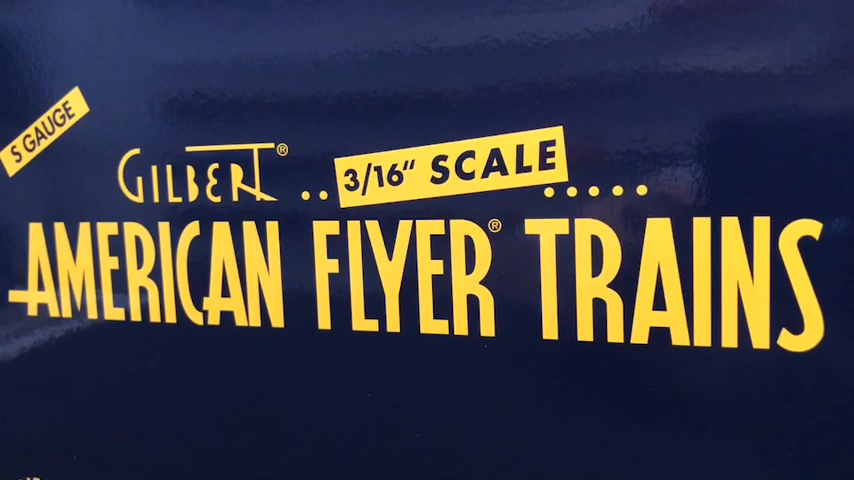 S GAUGE
GILBERT® .. 3/16" SCALE .....
AMERICAN FLYER® TRAINS